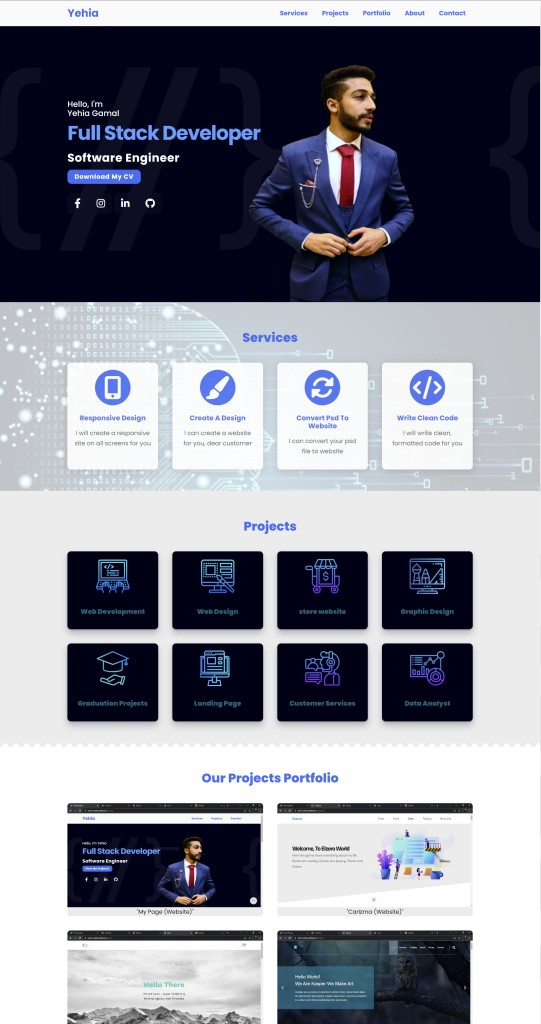 Yehia
Services Projects Portfolio About Contact
Hello, I'm
Yehia Gamal
Full Stack Developer
Software Engineer
Download My CV
Services
Responsive Design
I will create a responsive
site on all screens for you
Create A Design
I can create a website
for you, dear customer
Convert Psd To
Website
I can convert your psd
file to website
Write Clean Code
I will write clean,
formatted code for you
Projects
Web Development
Web Design
store website
Graphic Design
Graduation Projects
Landing Page
Customer Services
Data Analyst
Our Projects Portfolio
Yehia
Services Projects Contact
Hello, I'm Yehia
Full Stack Developer
Software Engineer
"My Page (Website)"
Welcome, To Elzero World
"Carizma (Website)"
Hello There
Hello World!
We Are Kasper We Make Art